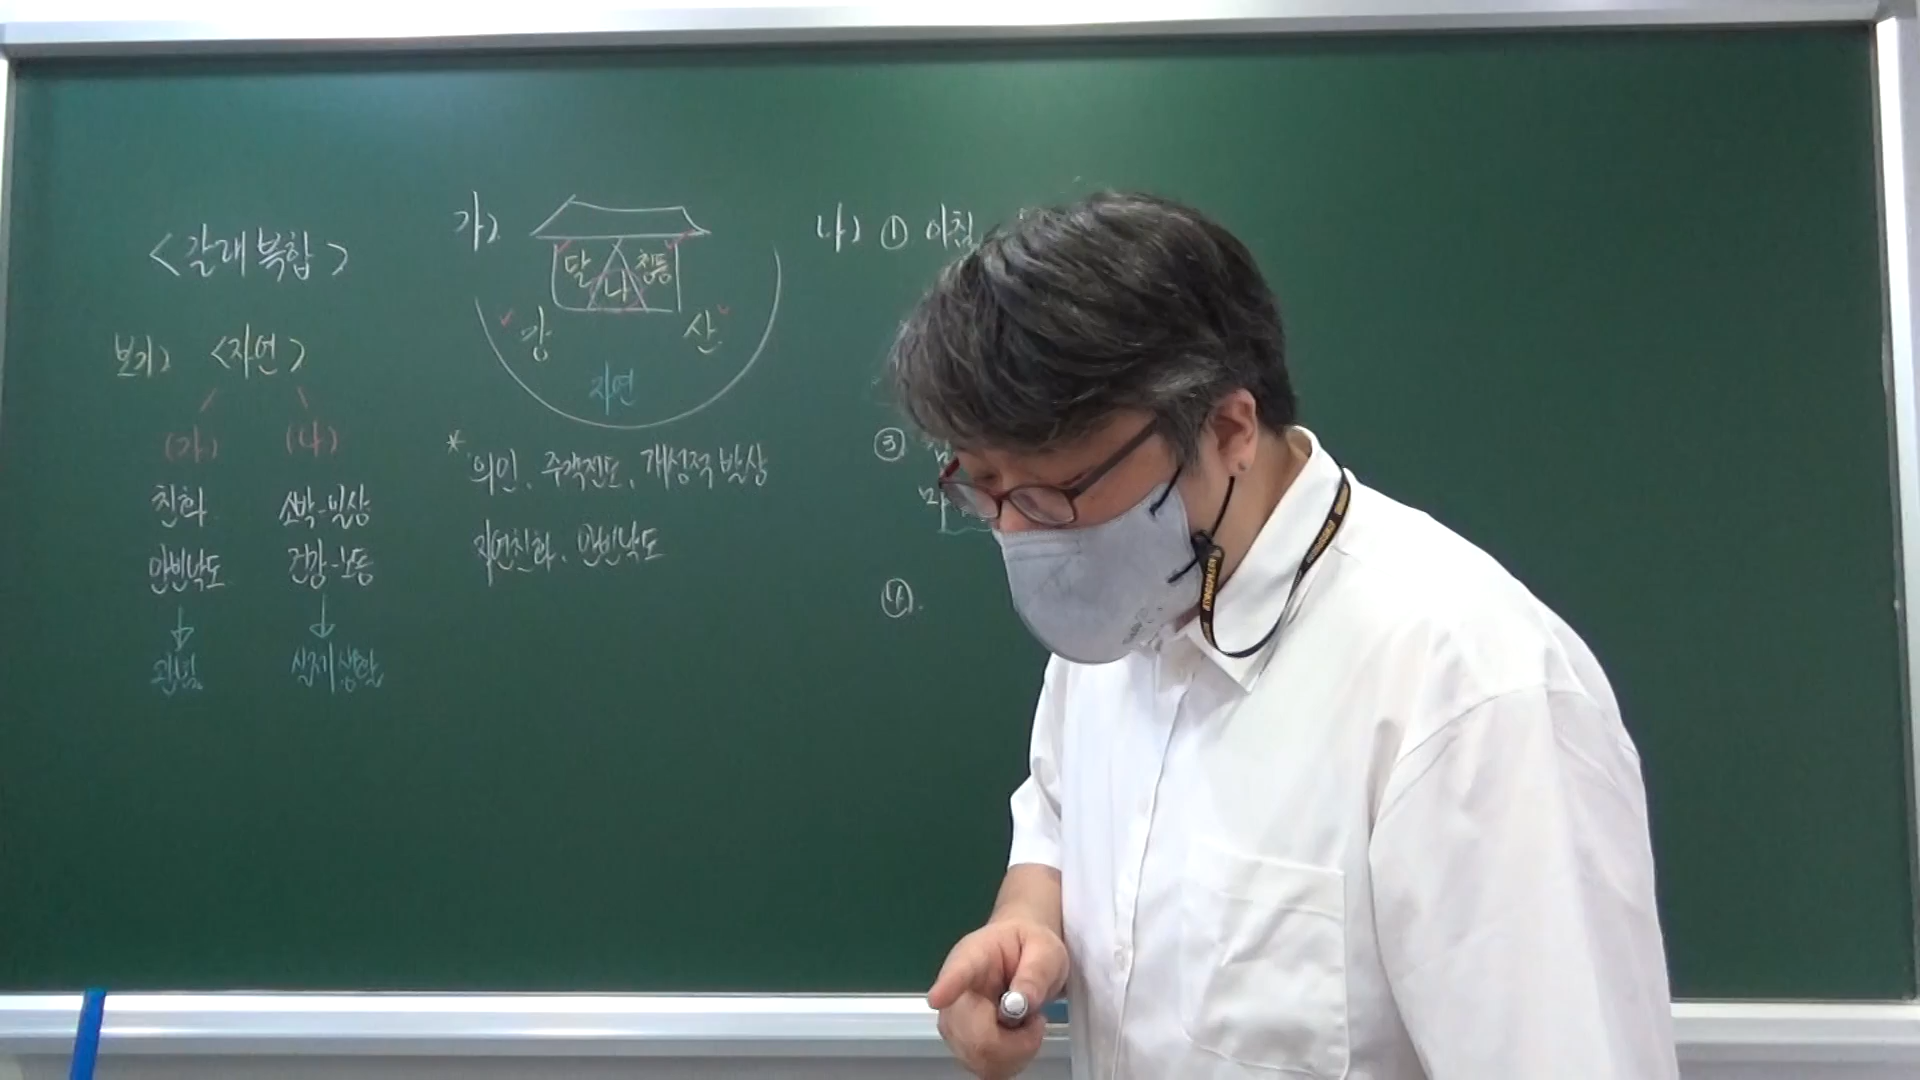 <갈래 복합>
보기) <자연>
(가) (나)
친화 소박-일상
안빈낙도 건강-노동
↓ ↓
관념 실제 생활
가)
달 나 청풍
강 산
자연
* 의인, 주객전도, 개성적 발상
자연친화, 안빈낙도
나) ① 아침
③
④